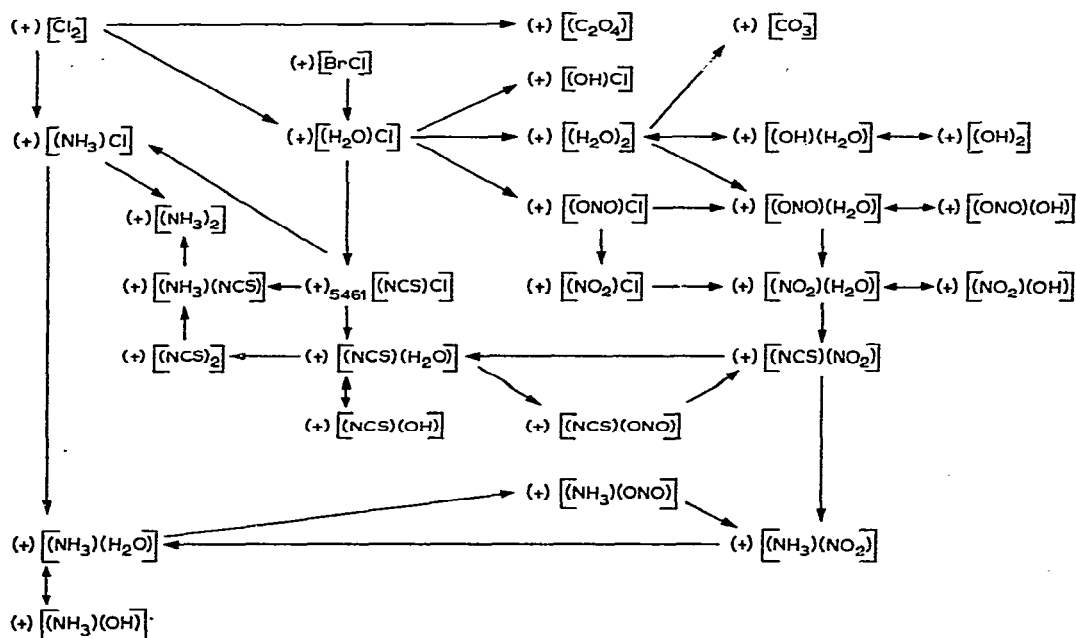 (+) [Cl₂]
(+) [(C₂O₄)]
(+) [CO₃]
(+) [BrCl]
(+) [(OH)Cl]
(+) [(NH₃)Cl]
(+) [(H₂O)Cl]
(+) [(H₂O)₂]
(+) [(OH)(H₂O)]
(+) [(OH)₂]
(+) [(NH₃)₂]
(+) [(ONO)Cl]
(+) [(ONO)(H₂O)]
(+) [(ONO)(OH)]
(+) [(NH₃)(NCS)]
(+)₅₄₆₁ [(NCS)Cl]
(+) [(NO₂)Cl]
(+) [(NO₂)(H₂O)]
(+) [(NO₂)(OH)]
(+) [(NCS)₂]
(+) [(NCS)(H₂O)]
(+) [(NCS)(NO₂)]
(+) [(NCS)(OH)]
(+) [(NCS)(ONO)]
(+) [(NH₃)(ONO)]
(+) [(NH₃)(H₂O)]
(+) [(NH₃)(NO₂)]
(+) [(NH₃)(OH)]